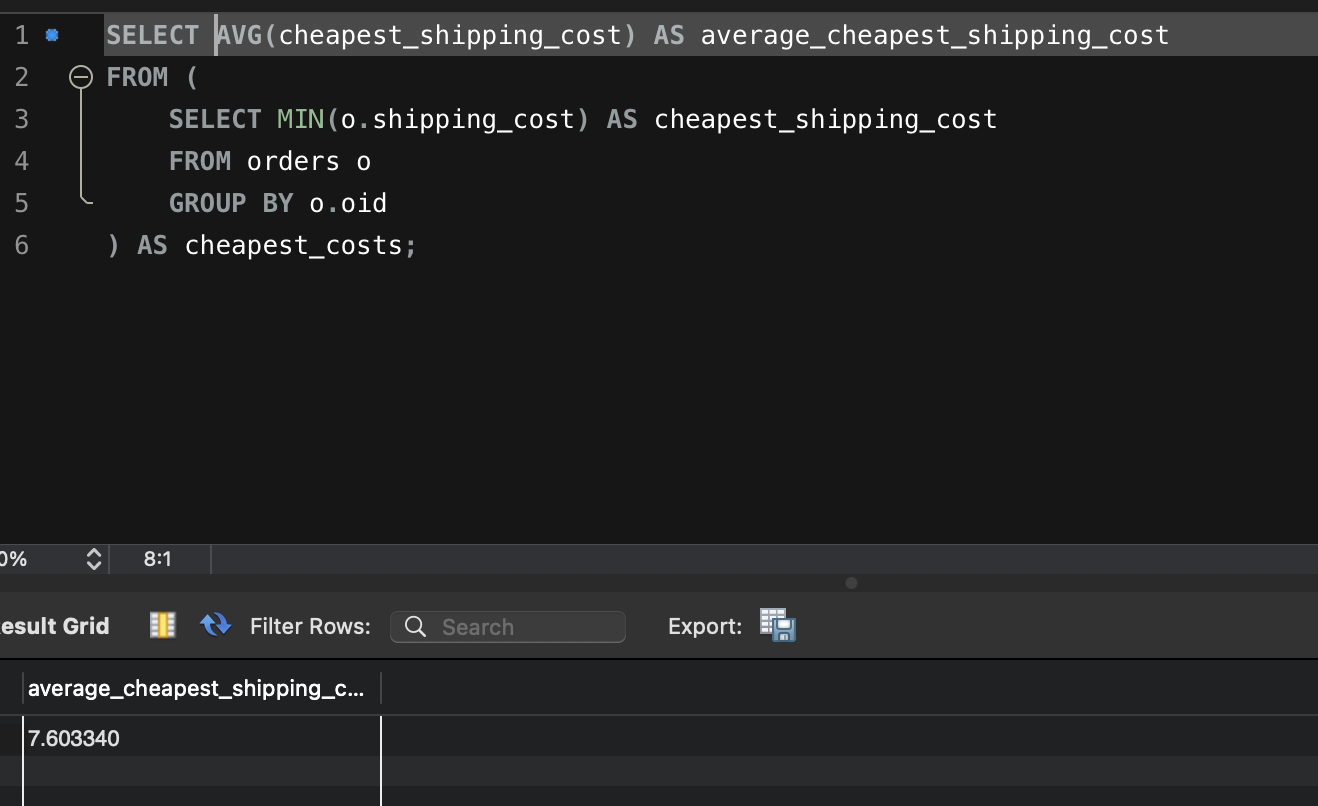 1 SELECT AVG(cheapest_shipping_cost) AS average_cheapest_shipping_cost
2 FROM (
3 SELECT MIN(o.shipping_cost) AS cheapest_shipping_cost
4 FROM orders o
5 GROUP BY o.oid
6 ) AS cheapest_costs;
0% 8:1
esult Grid Filter Rows: Search Export:
average_cheapest_shipping_c...
7.603340